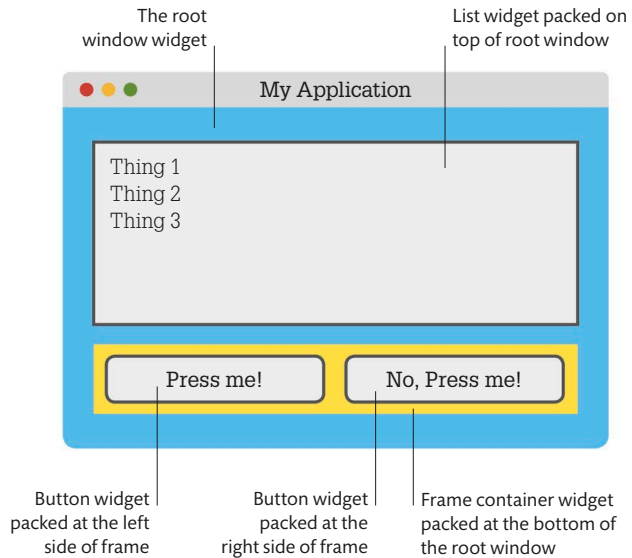 The root
window widget
List widget packed on
top of root window
My Application
Thing 1
Thing 2
Thing 3
Press me!
No, Press me!
Button widget
packed at the left
side of frame
Button widget
packed at the
right side of frame
Frame container widget
packed at the bottom of
the root window